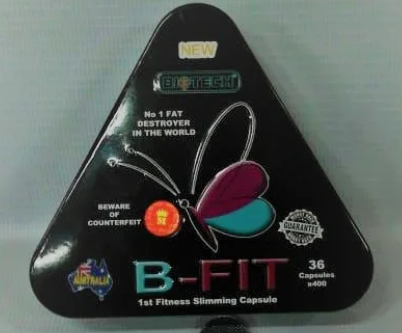 NEW
BIOTECH
No 1 FAT
DESTROYER
IN THE WORLD
BEWARE
OF
COUNTERFEIT
GUARANTEE
AUSTRALIA
B-FIT
1st Fitness Slimming Capsule
36
Capsules
x400